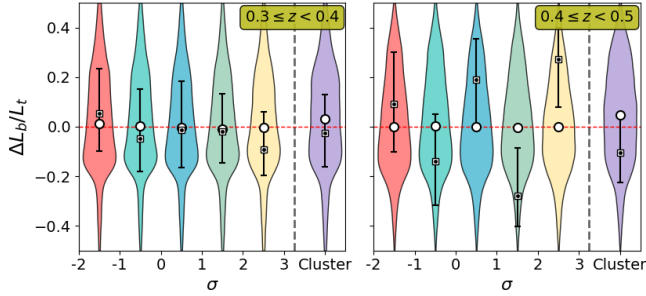 0.3 ≤ z < 0.4
0.4 ≤ z < 0.5
ΔL_b/L_t
0.4
0.2
0.0
−0.2
−0.4
-2 -1 0 1 2 3 Cluster
-2 -1 0 1 2 3 Cluster
σ
σ